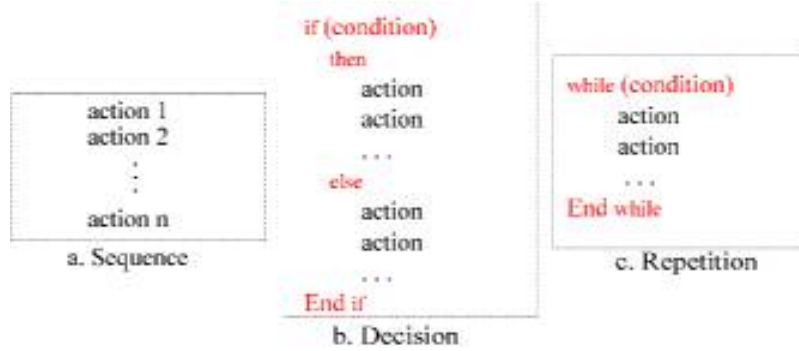 action 1
action 2
⋮
action n
a. Sequence
if (condition)
then
action
action
...
else
action
action
...
End if
b. Decision
while (condition)
action
action
...
End while
c. Repetition